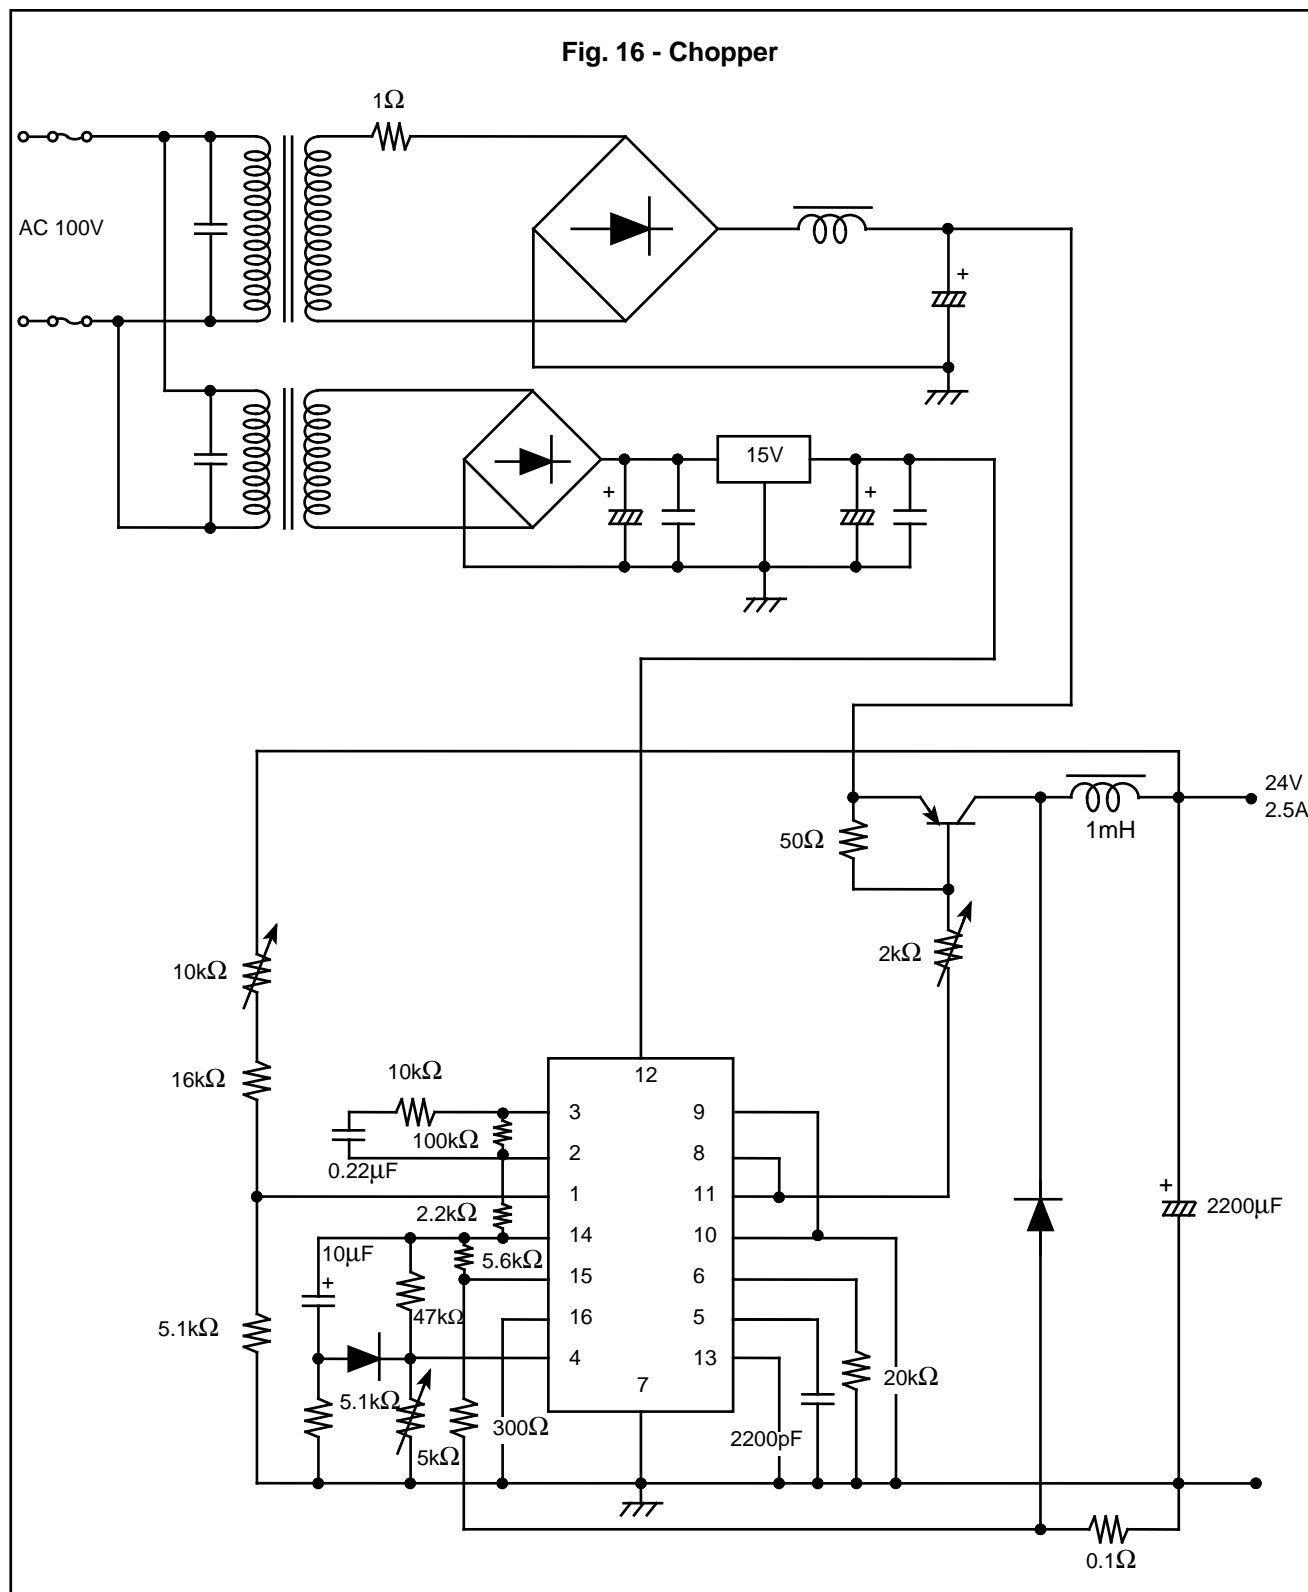 Fig. 16 - Chopper
1Ω
AC 100V
+
15V
+
+
24V
2.5A
1mH
50Ω
10kΩ
2kΩ
16kΩ
10kΩ
12
3
9
100kΩ
2
8
0.22μF
1
11
+
2200μF
2.2kΩ
14
10
10μF
+
5.6kΩ
15
6
47kΩ
16
5
5.1kΩ
4
13
7
20kΩ
5.1kΩ
300Ω
5kΩ
2200pF
0.1Ω